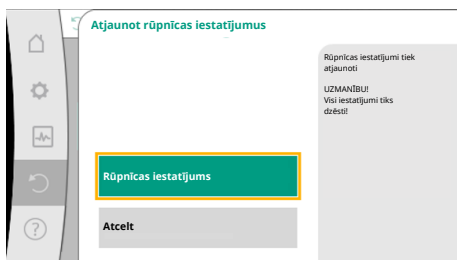 Atjaunot rūpnīcas iestatījumus
Rūpnīcas iestatījumi tiek
atjaunoti
UZMANĪBU!
Visi iestatījumi tiks
dzēsti!
Rūpnīcas iestatījums
Atcelt